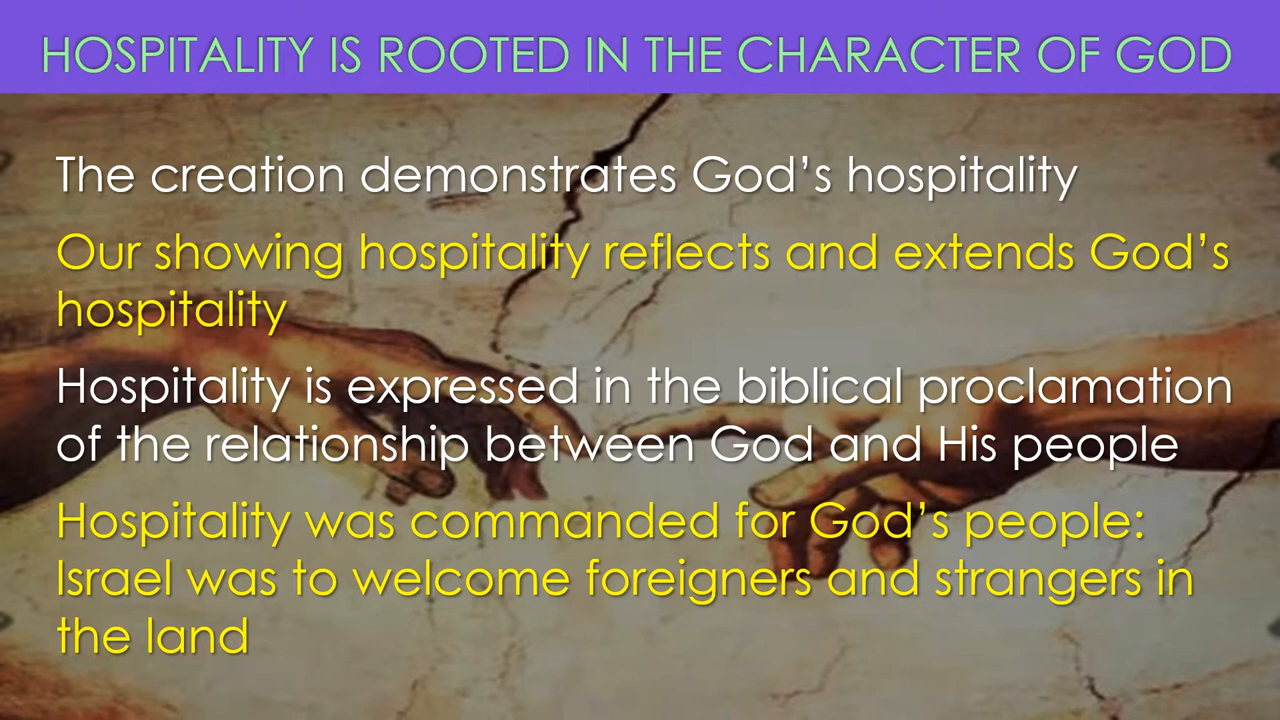 HOSPITALITY IS ROOTED IN THE CHARACTER OF GOD
The creation demonstrates God’s hospitality
Our showing hospitality reflects and extends God’s
hospitality
Hospitality is expressed in the biblical proclamation
of the relationship between God and His people
Hospitality was commanded for God’s people:
Israel was to welcome foreigners and strangers in
the land